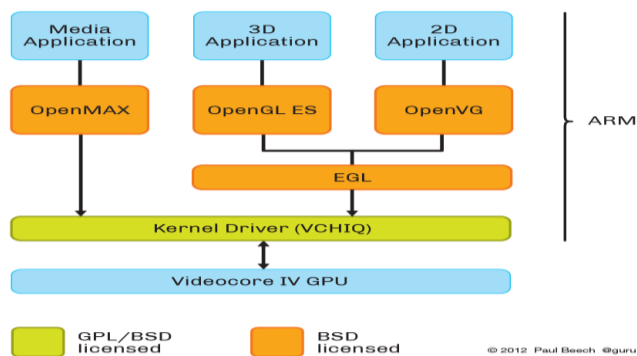 Media
Application
3D
Application
2D
Application
OpenMAX
OpenGL ES
OpenVG
ARM
EGL
Kernel Driver (VCHIQ)
Videocore IV GPU
GPL/BSD
licensed
BSD
licensed
© 2012 Paul Beech @guru